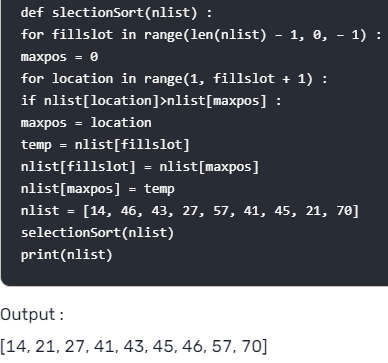 def slectionSort(nlist) :
for fillslot in range(len(nlist) - 1, 0, - 1) :
maxpos = 0
for location in range(1, fillslot + 1) :
if nlist[location]>nlist[maxpos] :
maxpos = location
temp = nlist[fillslot]
nlist[fillslot] = nlist[maxpos]
nlist[maxpos] = temp
nlist = [14, 46, 43, 27, 57, 41, 45, 21, 70]
selectionSort(nlist)
print(nlist)
Output :
[14, 21, 27, 41, 43, 45, 46, 57, 70]